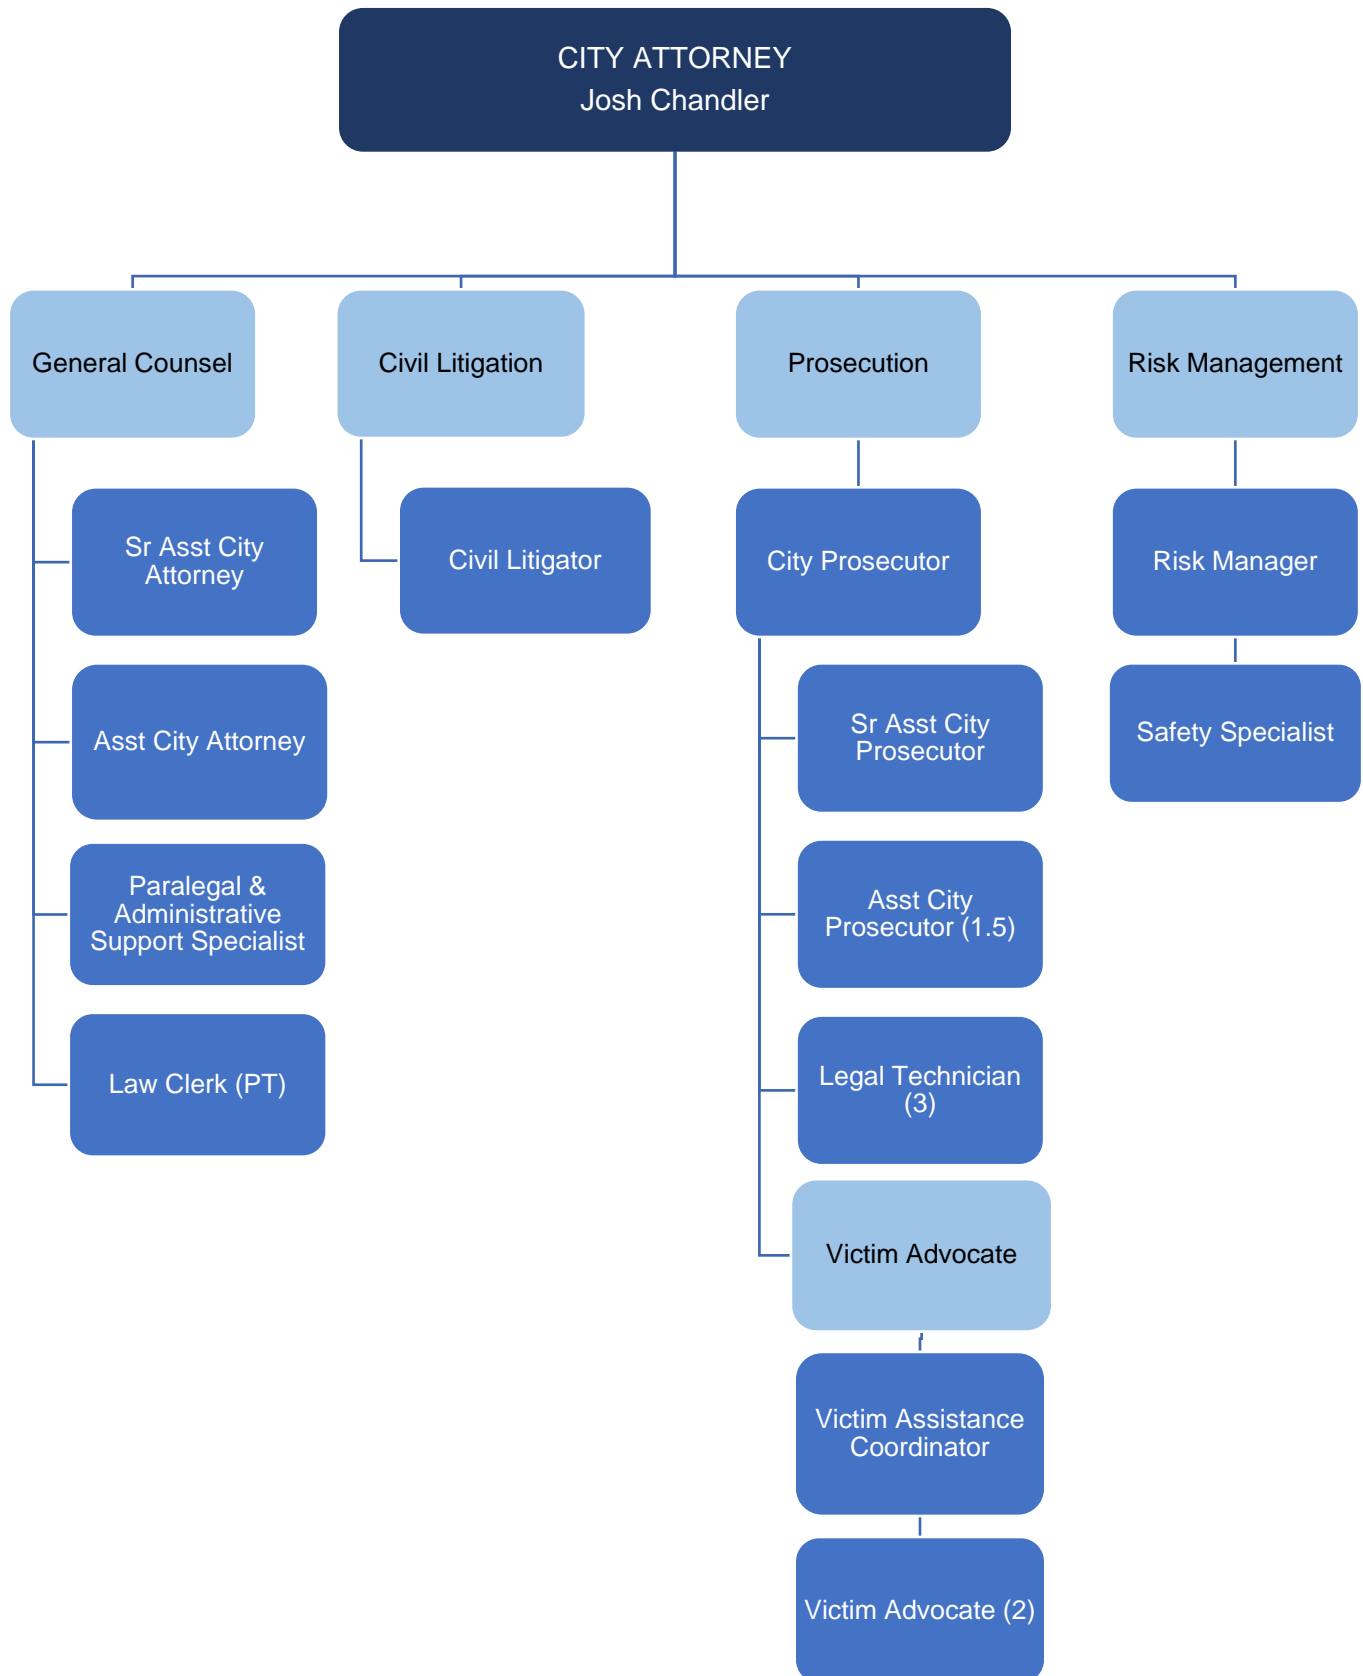 CITY ATTORNEY
Josh Chandler
General Counsel
Civil Litigation
Prosecution
Risk Management
Sr Asst City
Attorney
Civil Litigator
City Prosecutor
Risk Manager
Asst City Attorney
Sr Asst City
Prosecutor
Safety Specialist
Paralegal &
Administrative
Support Specialist
Asst City
Prosecutor (1.5)
Law Clerk (PT)
Legal Technician
(3)
Victim Advocate
Victim Assistance
Coordinator
Victim Advocate (2)